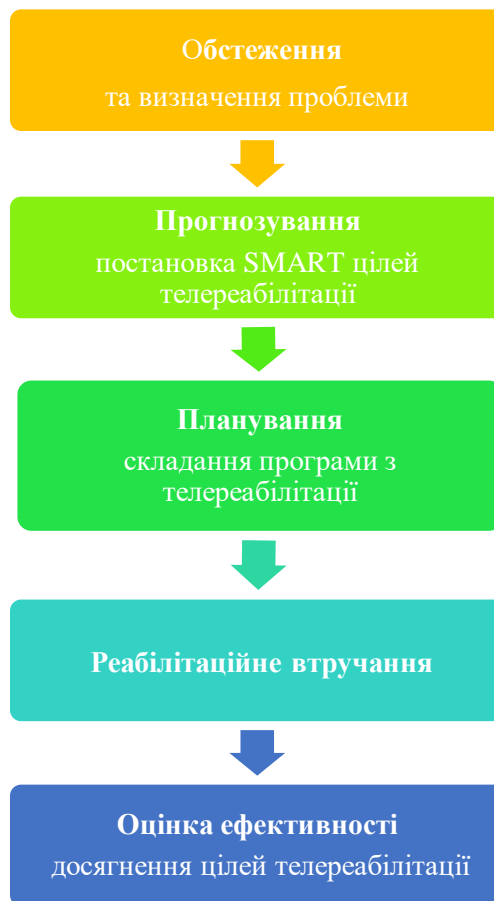 Обстеження
та визначення проблеми
Прогнозування
постановка SMART цілей
телереабілітації
Планування
складання програми з
телереабілітації
Реабілітаційне втручання
Оцінка ефективності
досягнення цілей телереабілітації